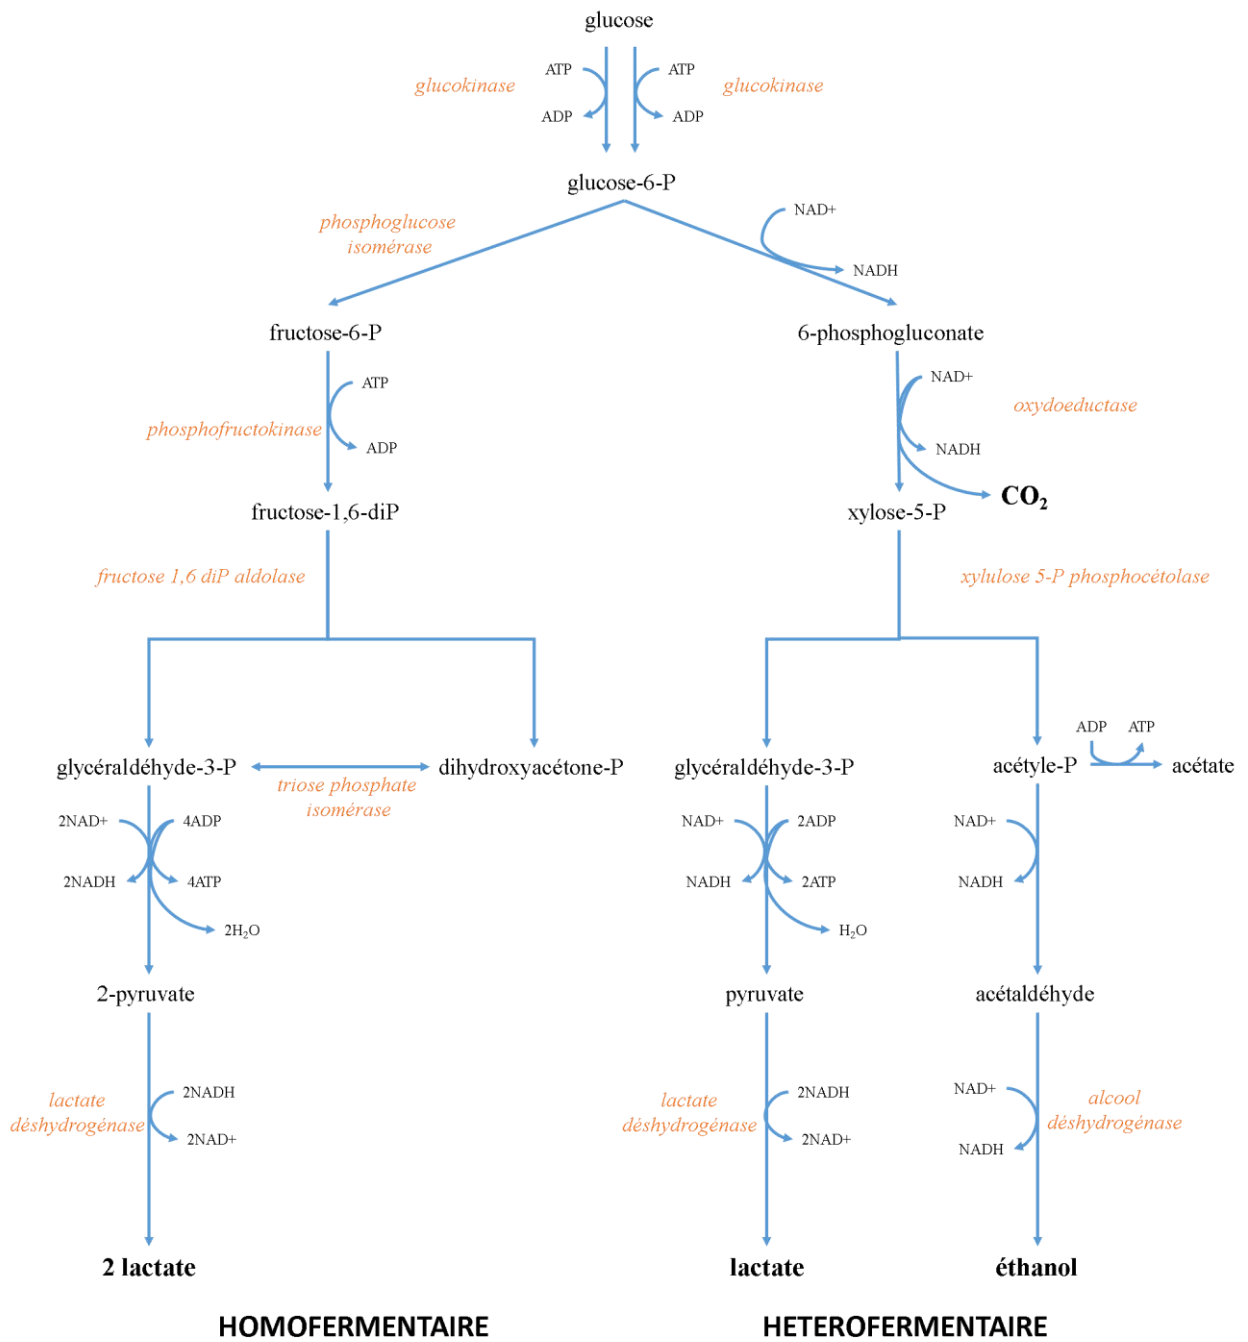 glucose
ATP
ATP
glucokinase
glucokinase
ADP
ADP
glucose-6-P
phosphoglucose
isomérase
NAD+
NADH
fructose-6-P
6-phosphogluconate
ATP
NAD+
phosphofructokinase
oxydoeductase
ADP
NADH
CO₂
fructose-1,6-diP
xylose-5-P
fructose 1,6 diP aldolase
xylulose 5-P phosphocétolase
ADP
ATP
glycéraldéhyde-3-P
dihydroxyacétone-P
glycéraldéhyde-3-P
acétyle-P
acétate
triose phosphate
isomérase
2NAD+
4ADP
NAD+
2ADP
NAD+
2NADH
4ATP
NADH
2ATP
NADH
2H₂O
H₂O
2-pyruvate
pyruvate
acétaldéhyde
lactate
déshydrogénase
2NADH
2NAD+
lactate
déshydrogénase
2NADH
2NAD+
NAD+
NADH
alcool
déshydrogénase
2 lactate
lactate
éthanol
HOMOFERMENTAIRE
HETEROFERMENTAIRE